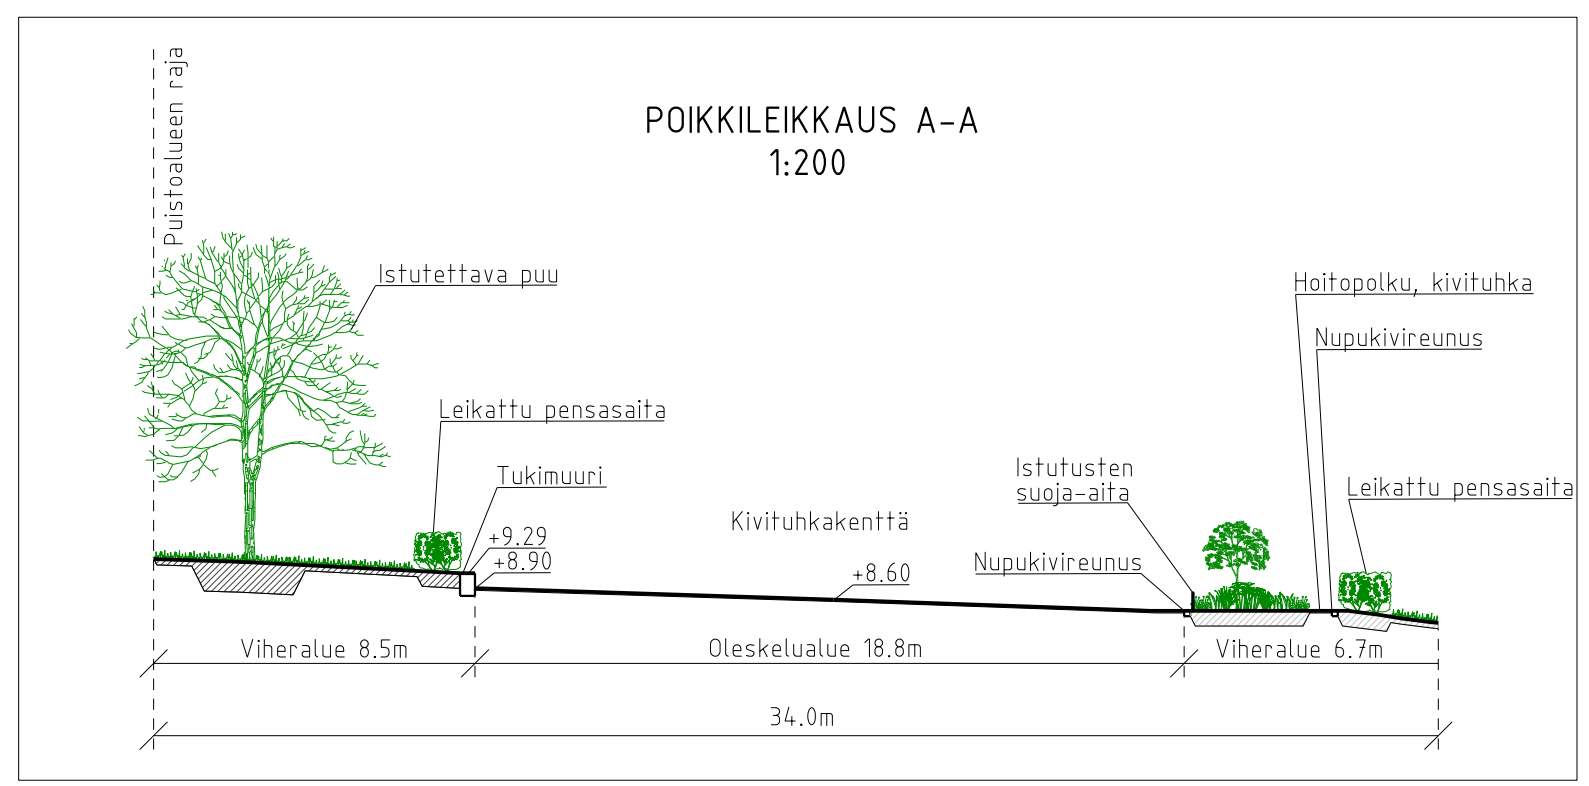 Puistoalueen raja
POIKKILEIKKAUS A-A
1:200
Istutettava puu
Hoitopolku, kivituhka
Nupukivireunus
Leikattu pensasaita
Tukimuuri
Istutusten
suoja-aita
Leikattu pensasaita
Kivituhkakenttä
+9.29
+8.90
Nupukivireunus
+8.60
Viheralue 8.5m
Oleskelualue 18.8m
Viheralue 6.7m
34.0m